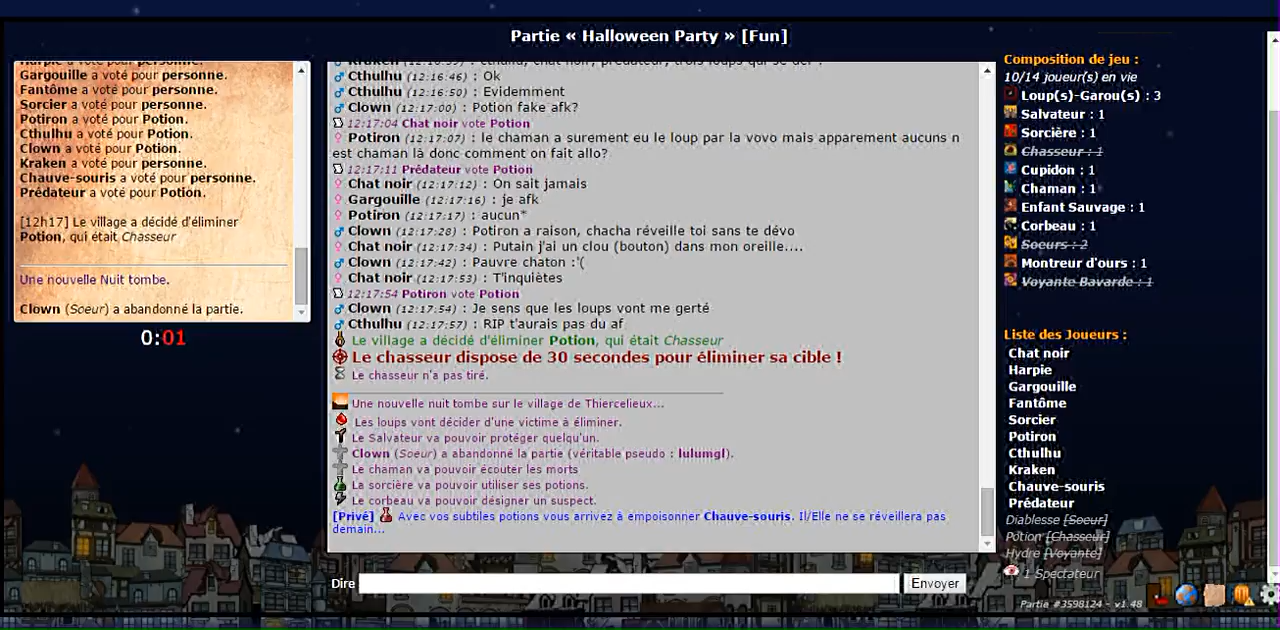 Partie « Halloween Party » [Fun]
Harpie a voté pour personne.
Gargouille a voté pour personne.
Fantôme a voté pour personne.
Sorcier a voté pour personne.
Potiron a voté pour Potion.
Cthulhu a voté pour Potion.
Clown a voté pour Potion.
Kraken a voté pour personne.
Chauve-souris a voté pour personne.
Prédateur a voté pour Potion.
[12h17] Le village a décidé d'éliminer
Potion, qui était Chasseur
Une nouvelle Nuit tombe.
Clown (Soeur) a abandonné la partie.
0:01
Cthulhu (12:16:46) : Ok
Cthulhu (12:16:50) : Evidemment
Clown (12:17:00) : Potion fake afk?
12:17:04 Chat noir vote Potion
Potiron (12:17:07) : le chaman a surement eu le loup par la vovo mais apparement aucuns n
est chaman là donc comment on fait allo?
12:17:11 Prédateur vote Potion
Chat noir (12:17:12) : On sait jamais
Gargouille (12:17:16) : je afk
Potiron (12:17:17) : aucun*
Clown (12:17:28) : Potiron a raison, chacha réveille toi sans te dévo
Chat noir (12:17:34) : Putain j'ai un clou (bouton) dans mon oreille....
Clown (12:17:42) : Pauvre chaton :'(
Chat noir (12:17:53) : T'inquiètes
12:17:54 Potiron vote Potion
Clown (12:17:54) : Je sens que les loups vont me gerté
Cthulhu (12:17:57) : RIP t'aurais pas du af
Le village a décidé d'éliminer Potion, qui était Chasseur
Le chasseur dispose de 30 secondes pour éliminer sa cible !
Le chasseur n'a pas tiré.
Une nouvelle nuit tombe sur le village de Thiercelieux...
Les loups vont décider d'une victime à éliminer.
Le Salvateur va pouvoir protéger quelqu'un.
Clown (Soeur) a abandonné la partie (véritable pseudo : lulumgl).
Le chaman va pouvoir écouter les morts
La sorcière va pouvoir utiliser ses potions.
Le corbeau va pouvoir désigner un suspect.
[Privé] Avec vos subtiles potions vous arrivez à empoisonner Chauve-souris. Il/Elle ne se réveillera pas
demain...
Dire
Envoyer
Composition de jeu :
10/14 joueur(s) en vie
Loup(s)-Garou(s) : 3
Salvateur : 1
Sorcière : 1
Chasseur : 1
Cupidon : 1
Chaman : 1
Enfant Sauvage : 1
Corbeau : 1
Soeurs : 2
Montreur d'ours : 1
Voyante Bavarde : 1
Liste des Joueurs :
Chat noir
Harpie
Gargouille
Fantôme
Sorcier
Potiron
Cthulhu
Kraken
Chauve-souris
Prédateur
Diablesse [Soeur]
Potion [Chasseur]
Hydre [Voyante]
1 Spectateur
Partie #3598124 - v1.48